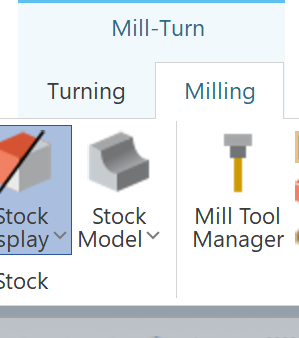 Mill-Turn
Turning
Milling
Stock
Stock
Model
Mill Tool
Manager
Stock